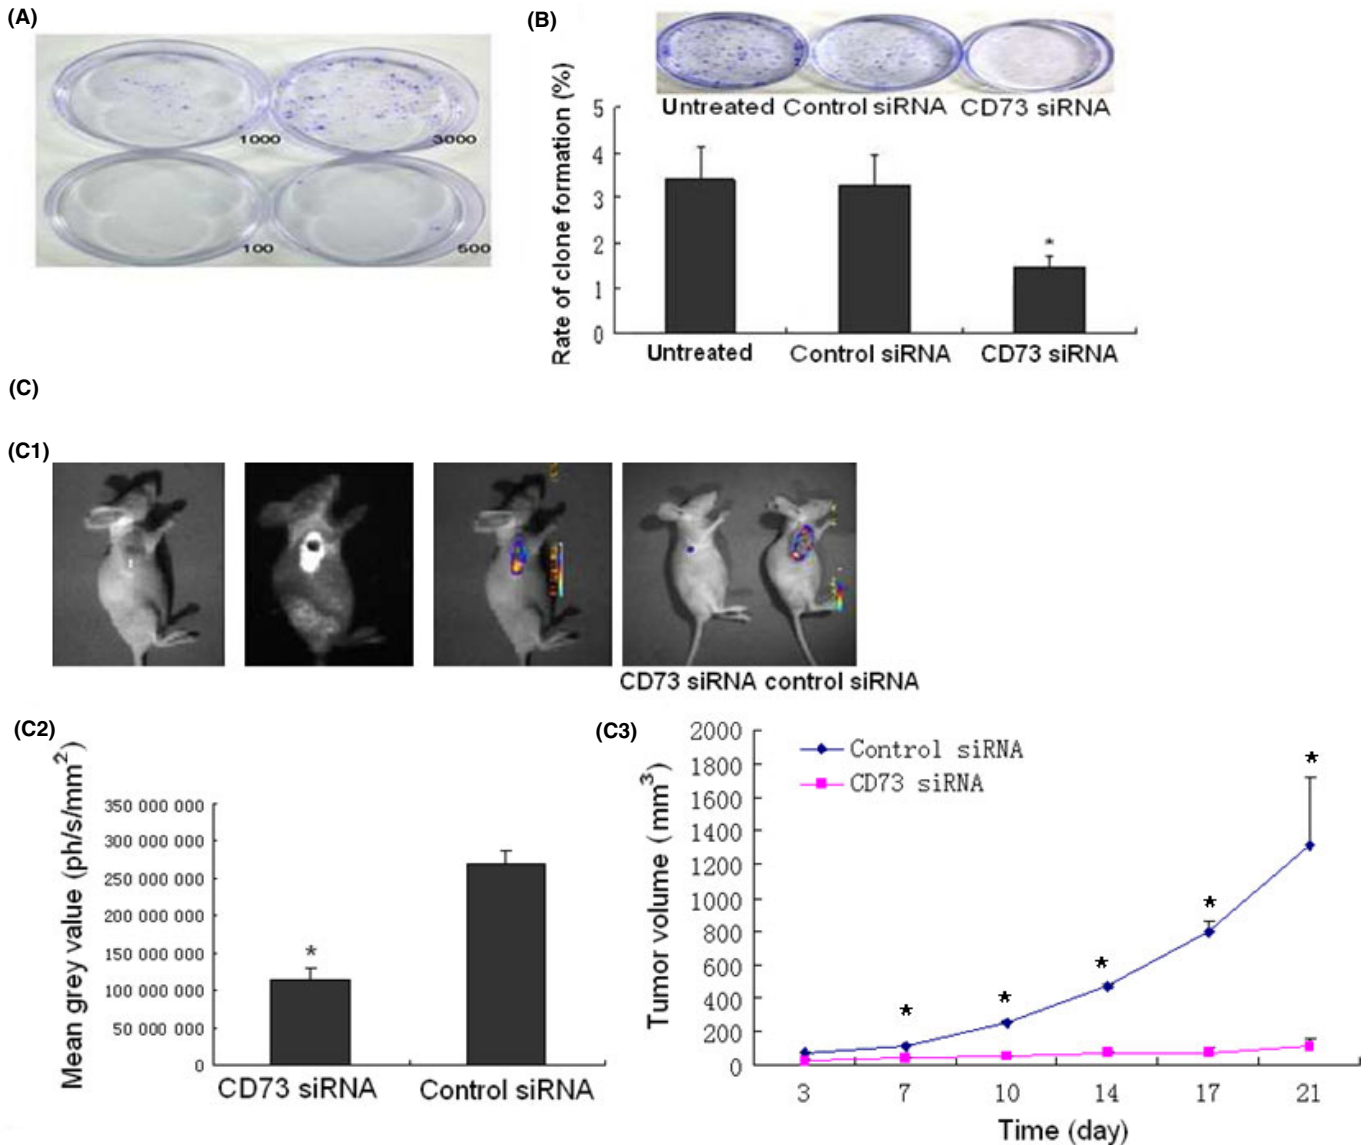 (A)
1000
3000
100
500
(B)
Untreated Control siRNA CD73 siRNA
Rate of clone formation (%)
5
4
3
2
1
0
Untreated
Control siRNA
CD73 siRNA
(C)
(C1)
CD73 siRNA control siRNA
(C2)
Mean grey value (ph/s/mm²)
350 000 000
300 000 000
250 000 000
200 000 000
150 000 000
100 000 000
50 000 000
0
*
CD73 siRNA
Control siRNA
(C3)
Tumor volume (mm³)
2000
1800
1600
1400
1200
1000
800
600
400
200
0
Control siRNA
CD73 siRNA
3 7 10 14 17 21
Time (day)